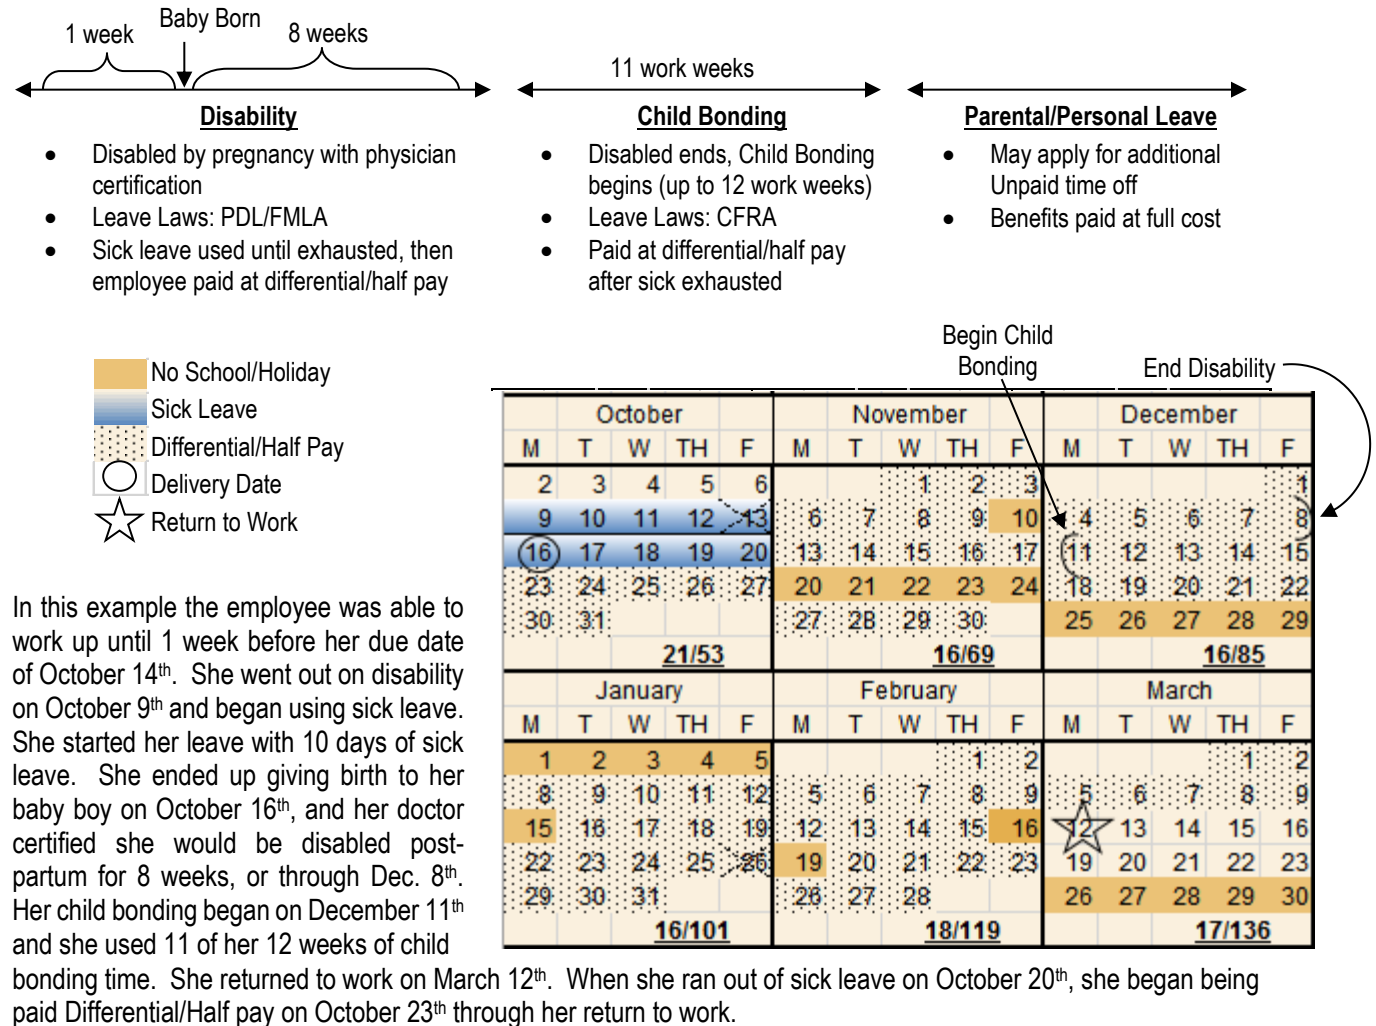 Baby Born
1 week
8 weeks
11 work weeks
Disability
• Disabled by pregnancy with physician
certification
• Leave Laws: PDL/FMLA
• Sick leave used until exhausted, then
employee paid at differential/half pay
Child Bonding
• Disabled ends, Child Bonding
begins (up to 12 work weeks)
• Leave Laws: CFRA
• Paid at differential/half pay
after sick exhausted
Parental/Personal Leave
• May apply for additional
Unpaid time off
• Benefits paid at full cost
No School/Holiday
Sick Leave
Differential/Half Pay
Delivery Date
Return to Work
Begin Child
Bonding
End Disability
October
M T W TH F
2 3 4 5 6
9 10 11 12 13
16 17 18 19 20
23 24 25 26 27
30 31
21/53
November
M T W TH F
1 2 3
6 7 8 9 10
13 14 15 16 17
20 21 22 23 24
27 28 29 30
16/69
December
M T W TH F
1
4 5 6 7 8
11 12 13 14 15
18 19 20 21 22
25 26 27 28 29
16/85
January
M T W TH F
1 2 3 4 5
8 9 10 11 12
15 16 17 18 19
22 23 24 25 26
29 30 31
16/101
February
M T W TH F
1 2
5 6 7 8 9
12 13 14 15 16
19 20 21 22 23
26 27 28
18/119
March
M T W TH F
1 2
5 6 7 8 9
12 13 14 15 16
19 20 21 22 23
26 27 28 29 30
17/136
In this example the employee was able to
work up until 1 week before her due date
of October 14th. She went out on disability
on October 9th and began using sick leave.
She started her leave with 10 days of sick
leave. She ended up giving birth to her
baby boy on October 16th, and her doctor
certified she would be disabled post-
partum for 8 weeks, or through Dec. 8th.
Her child bonding began on December 11th
and she used 11 of her 12 weeks of child
bonding time. She returned to work on March 12th. When she ran out of sick leave on October 20th, she began being
paid Differential/Half pay on October 23th through her return to work.